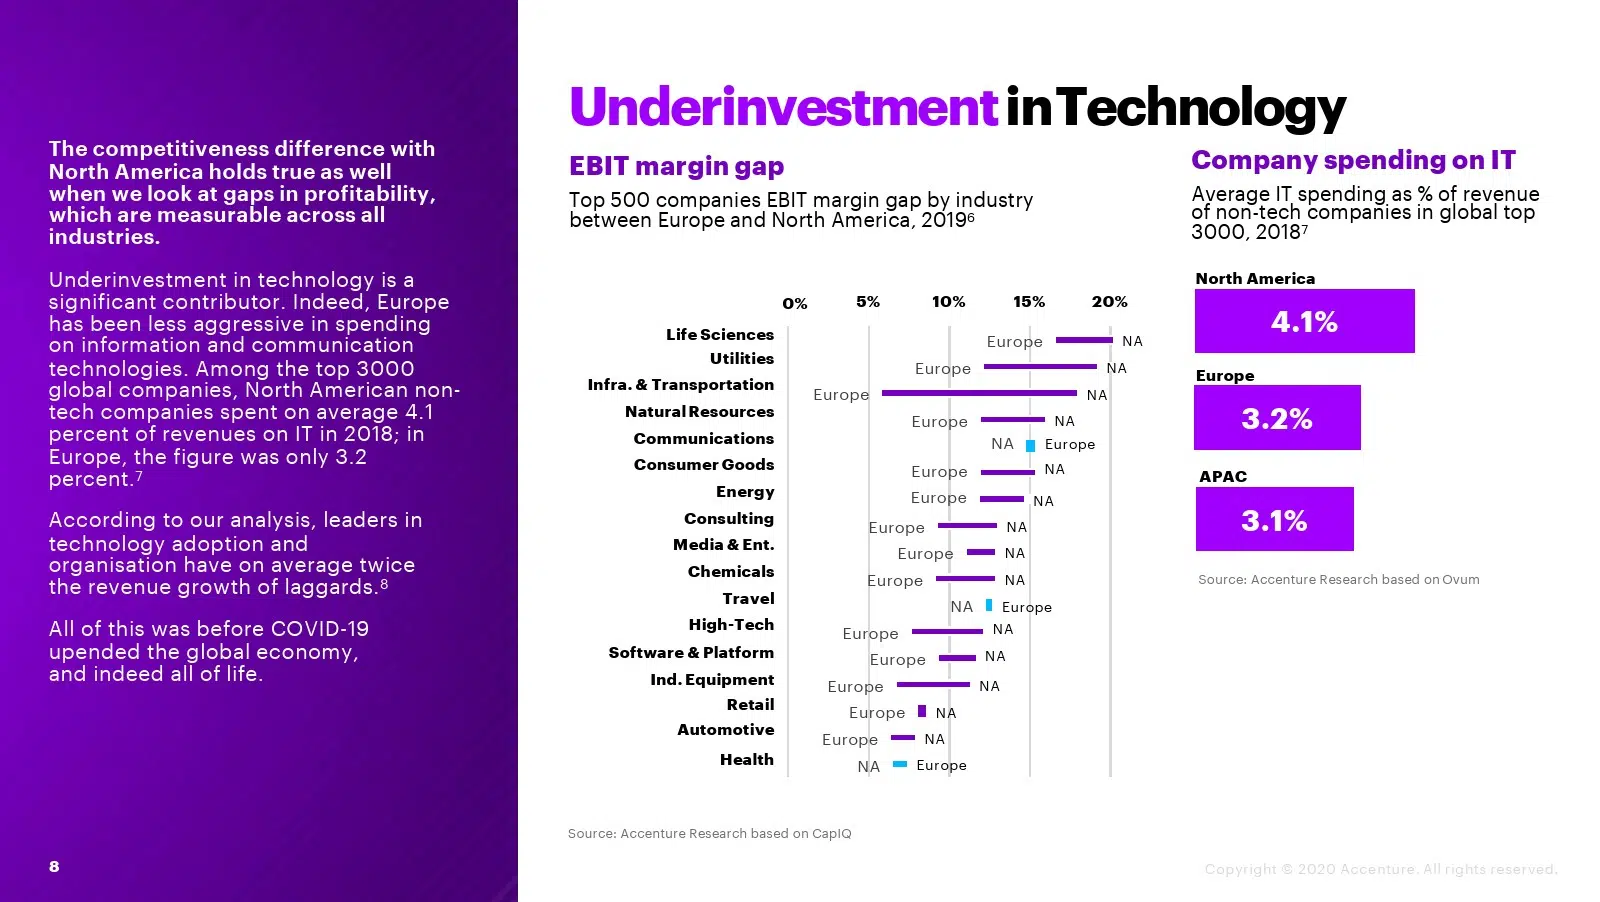 The competitiveness difference with
North America holds true as well
when we look at gaps in profitability,
which are measurable across all
industries.
Underinvestment in technology is a
significant contributor. Indeed, Europe
has been less aggressive in spending
on information and communication
technologies. Among the top 3000
global companies, North American non-
tech companies spent on average 4.1
percent of revenues on IT in 2018; in
Europe, the figure was only 3.2
percent.⁷
According to our analysis, leaders in
technology adoption and
organisation have on average twice
the revenue growth of laggards.⁸
All of this was before COVID-19
upended the global economy,
and indeed all of life.
8
Underinvestment in Technology
EBIT margin gap
Top 500 companies EBIT margin gap by industry
between Europe and North America, 2019⁶
0% 5% 10% 15% 20%
Life Sciences Europe NA
Utilities Europe NA
Infra. & Transportation Europe NA
Natural Resources Europe NA
Communications NA Europe
Consumer Goods Europe NA
Energy Europe NA
Consulting Europe NA
Media & Ent. Europe NA
Chemicals Europe NA
Travel NA Europe
High-Tech Europe NA
Software & Platform Europe NA
Ind. Equipment Europe NA
Retail Europe NA
Automotive Europe NA
Health NA Europe
Source: Accenture Research based on CapIQ
Company spending on IT
Average IT spending as % of revenue
of non-tech companies in global top
3000, 2018⁷
North America
4.1%
Europe
3.2%
APAC
3.1%
Source: Accenture Research based on Ovum
Copyright © 2020 Accenture. All rights reserved.